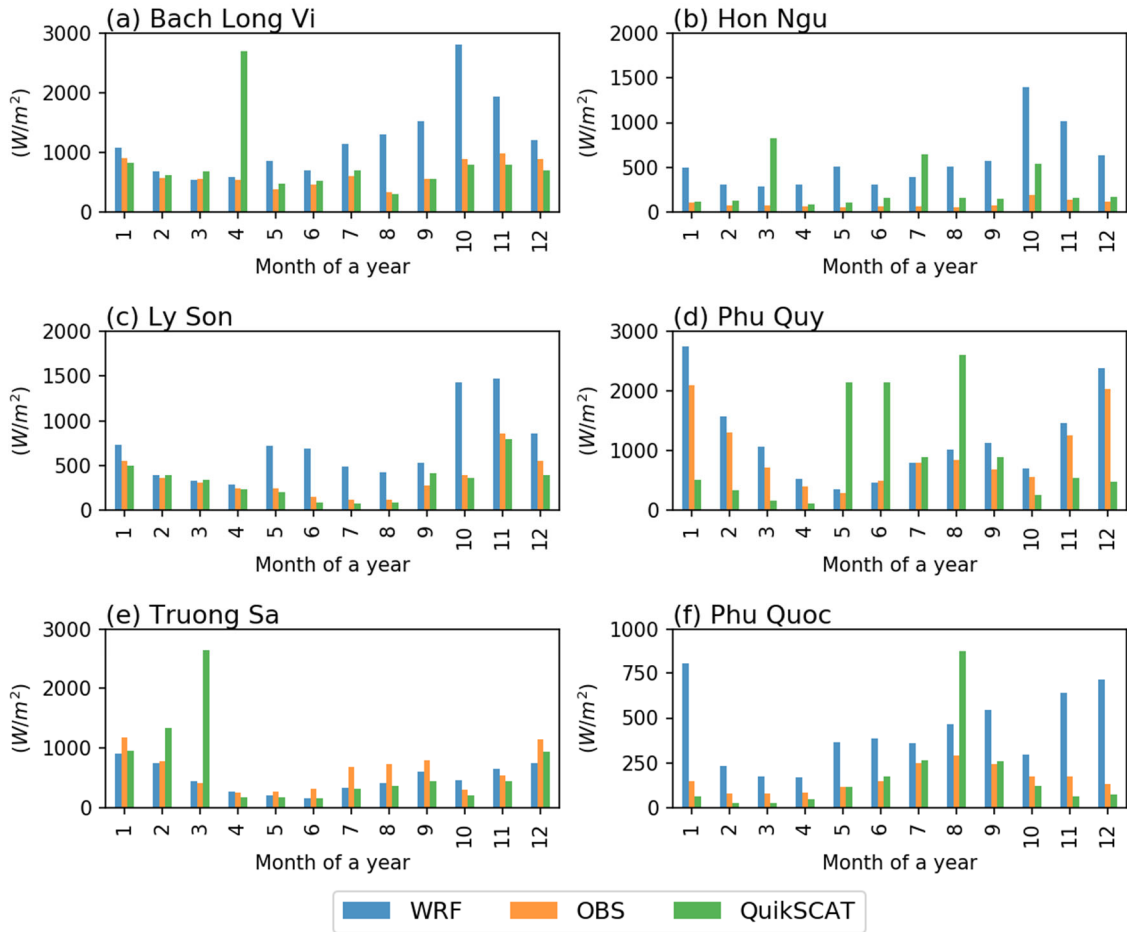 (a) Bach Long Vi
3000
2000
1000
0
(W/m²)
1 2 3 4 5 6 7 8 9 10 11 12
Month of a year
(b) Hon Ngu
2000
1500
1000
500
0
(W/m²)
1 2 3 4 5 6 7 8 9 10 11 12
Month of a year
(c) Ly Son
2000
1500
1000
500
0
(W/m²)
1 2 3 4 5 6 7 8 9 10 11 12
Month of a year
(d) Phu Quy
3000
2000
1000
0
(W/m²)
1 2 3 4 5 6 7 8 9 10 11 12
Month of a year
(e) Truong Sa
3000
2000
1000
0
(W/m²)
1 2 3 4 5 6 7 8 9 10 11 12
Month of a year
(f) Phu Quoc
1000
750
500
250
0
(W/m²)
1 2 3 4 5 6 7 8 9 10 11 12
Month of a year
WRF OBS QuikSCAT